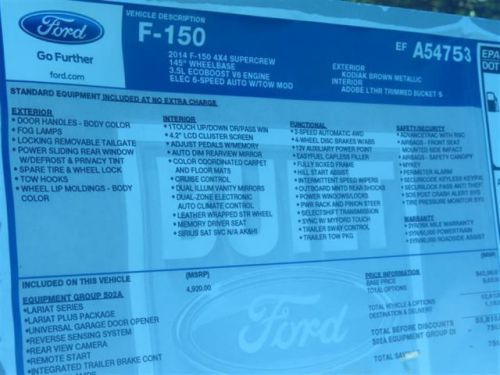 Ford
Go Further
ford.com
VEHICLE DESCRIPTION
F-150
2014 F-150 4X4 SUPERCREW
145" WHEELBASE
3.5L ECOBOOST V6 ENGINE
ELEC 6-SPEED AUTO W/TOW MOD
EF A54753
EXTERIOR
KODIAK BROWN METALLIC
INTERIOR
ADOBE LTHR TRIMMED BUCKET S
EPA
DOT
STANDARD EQUIPMENT INCLUDED AT NO EXTRA CHARGE
EXTERIOR
• DOOR HANDLES - BODY COLOR
• FOG LAMPS
• LOCKING REMOVABLE TAILGATE
• POWER SLIDING REAR WINDOW
W/DEFROST & PRIVACY TINT
• SPARE TIRE & WHEEL LOCK
• TOW HOOKS
• WHEEL LIP MOLDINGS - BODY
COLOR
INTERIOR
• 1TOUCH UP/DOWN DR/PASS WIN
• 4.2" LCD CLUSTER SCREEN
• ADJUST PEDALS W/MEMORY
• AUTO DIM REARVIEW MIRROR
• COLOR COORDINATED CARPET
AND FLOOR MATS
• CRUISE CONTROL
• DUAL ILLUM VANITY MIRRORS
• DUAL-ZONE ELECTRONIC
AUTO CLIMATE CONTROL
• LEATHER WRAPPED STR WHEEL
• MEMORY DRIVER SEAT
• SIRIUS SAT SVC N/A AK&HI
FUNCTIONAL
• 2-SPEED AUTOMATIC 4WD
• 4-WHEEL DISC BRAKES W/ABS
• 12V AUXILIARY POWER POINT
• EASYFUEL CAPLESS FILLER
• FULLY BOXED FRAME
• HILL START ASSIST
• INTERMITTENT SPEED WIPERS
• OUTBOARD MNTD REAR SHOCKS
• POWER WINDOWS/LOCKS
• PWR RACK AND PINION STEER
• SELECTSHIFT TRANSMISSION
• SYNC W/ MYFORD TOUCH
• TRAILER SWAY CONTROL
• TRAILER TOW PKG
SAFETY/SECURITY
• ADVANCETRAC WITH RSC
• AIRBAGS - FRONT SEAT
MOUNTED SIDE IMPACT
• AIRBAGS - SAFETY CANOPY
• MYKEY
• PERIMETER ALARM
• SECURICODE KEYLESS KEYPAD
• SECURILOCK PASS ANTI THEFT
• SOS POST CRASH ALERT SYS
• TIRE PRESSURE MONITOR SYS
WARRANTY
• 5YR/60K POWERTRAIN
• 5YR/60K ROADSIDE ASSIST
INCLUDED ON THIS VEHICLE
(MSRP)
EQUIPMENT GROUP 502A
4,920.00
• LARIAT SERIES
• LARIAT PLUS PACKAGE
• UNIVERSAL GARAGE DOOR OPENER
• REVERSE SENSING SYSTEM
• REAR VIEW CAMERA
• REMOTE START
• INTEGRATED TRAILER BRAKE CONT
Ford
PRICE INFORMATION
(MSRP)
BASE PRICE
TOTAL OPTIONS
TOTAL VEHICLE & OPTIONS
DESTINATION & DELIVERY
TOTAL BEFORE DISCOUNTS
502A EQUIPMENT GROUP DI
TOTAL SAVINGS